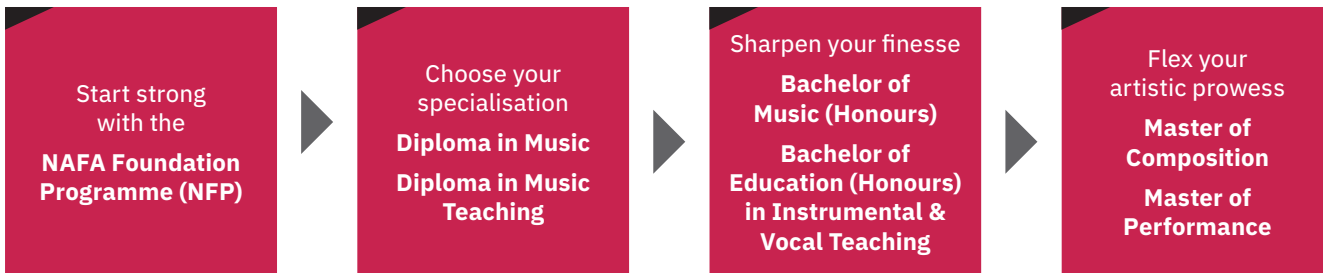 Start strong
with the
NAFA Foundation
Programme (NFP)
Choose your
specialisation
Diploma in Music
Diploma in Music
Teaching
Sharpen your finesse
Bachelor of
Music (Honours)
Bachelor of
Education (Honours)
in Instrumental &
Vocal Teaching
Flex your
artistic prowess
Master of
Composition
Master of
Performance